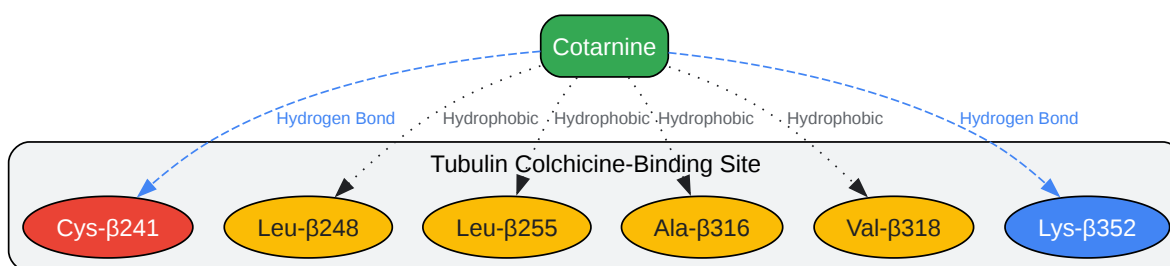 Cotarnine
Hydrogen Bond
Hydrophobic
Hydrophobic
Hydrophobic
Hydrophobic
Hydrogen Bond
Tubulin Colchicine-Binding Site
Cys-β241
Leu-β248
Leu-β255
Ala-β316
Val-β318
Lys-β352